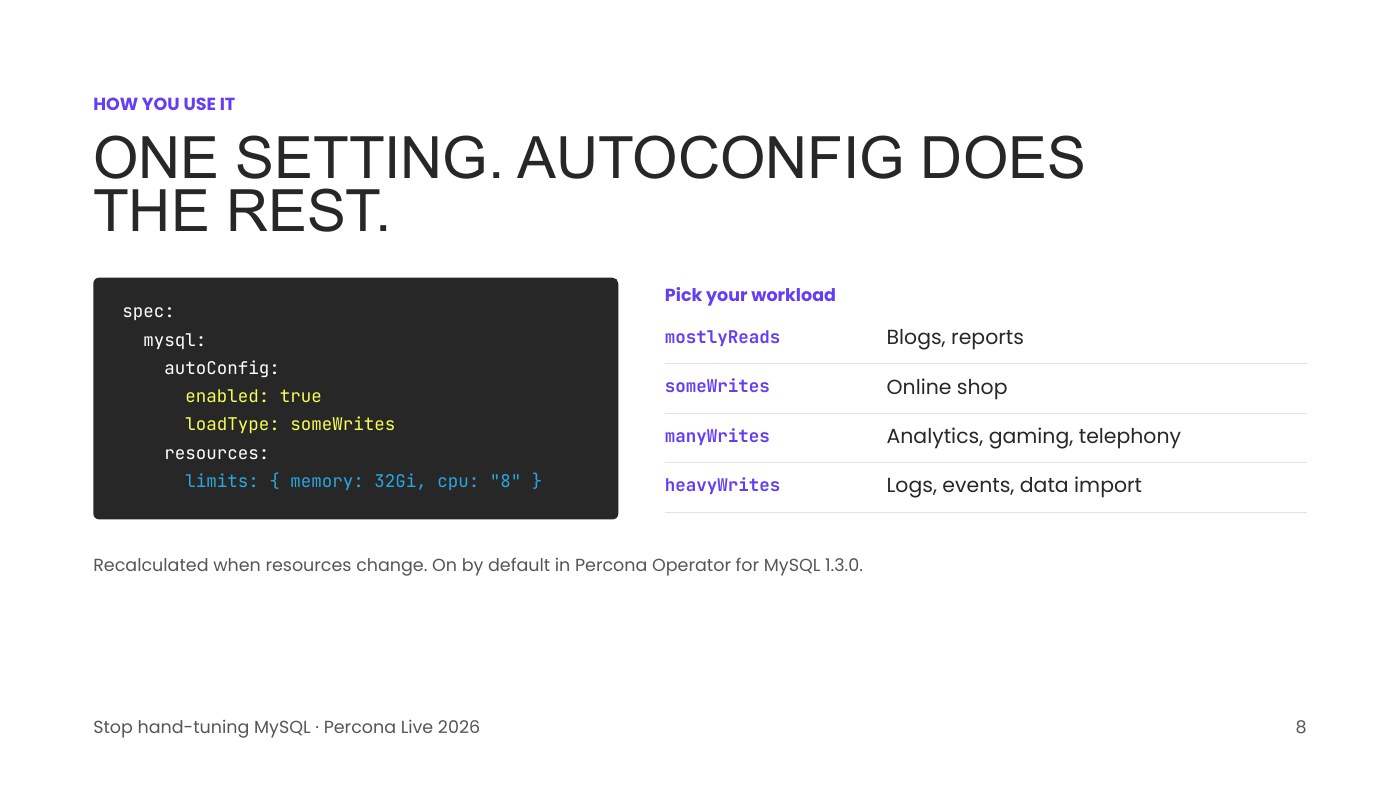 HOW YOU USE IT
ONE SETTING. AUTOCONFIG DOES
THE REST.
spec:
  mysql:
    autoConfig:
      enabled: true
      loadType: someWrites
    resources:
      limits: { memory: 32Gi, cpu: "8" }
Pick your workload
mostlyReads Blogs, reports
someWrites Online shop
manyWrites Analytics, gaming, telephony
heavyWrites Logs, events, data import
Recalculated when resources change. On by default in Percona Operator for MySQL 1.3.0.
Stop hand-tuning MySQL · Percona Live 2026 8